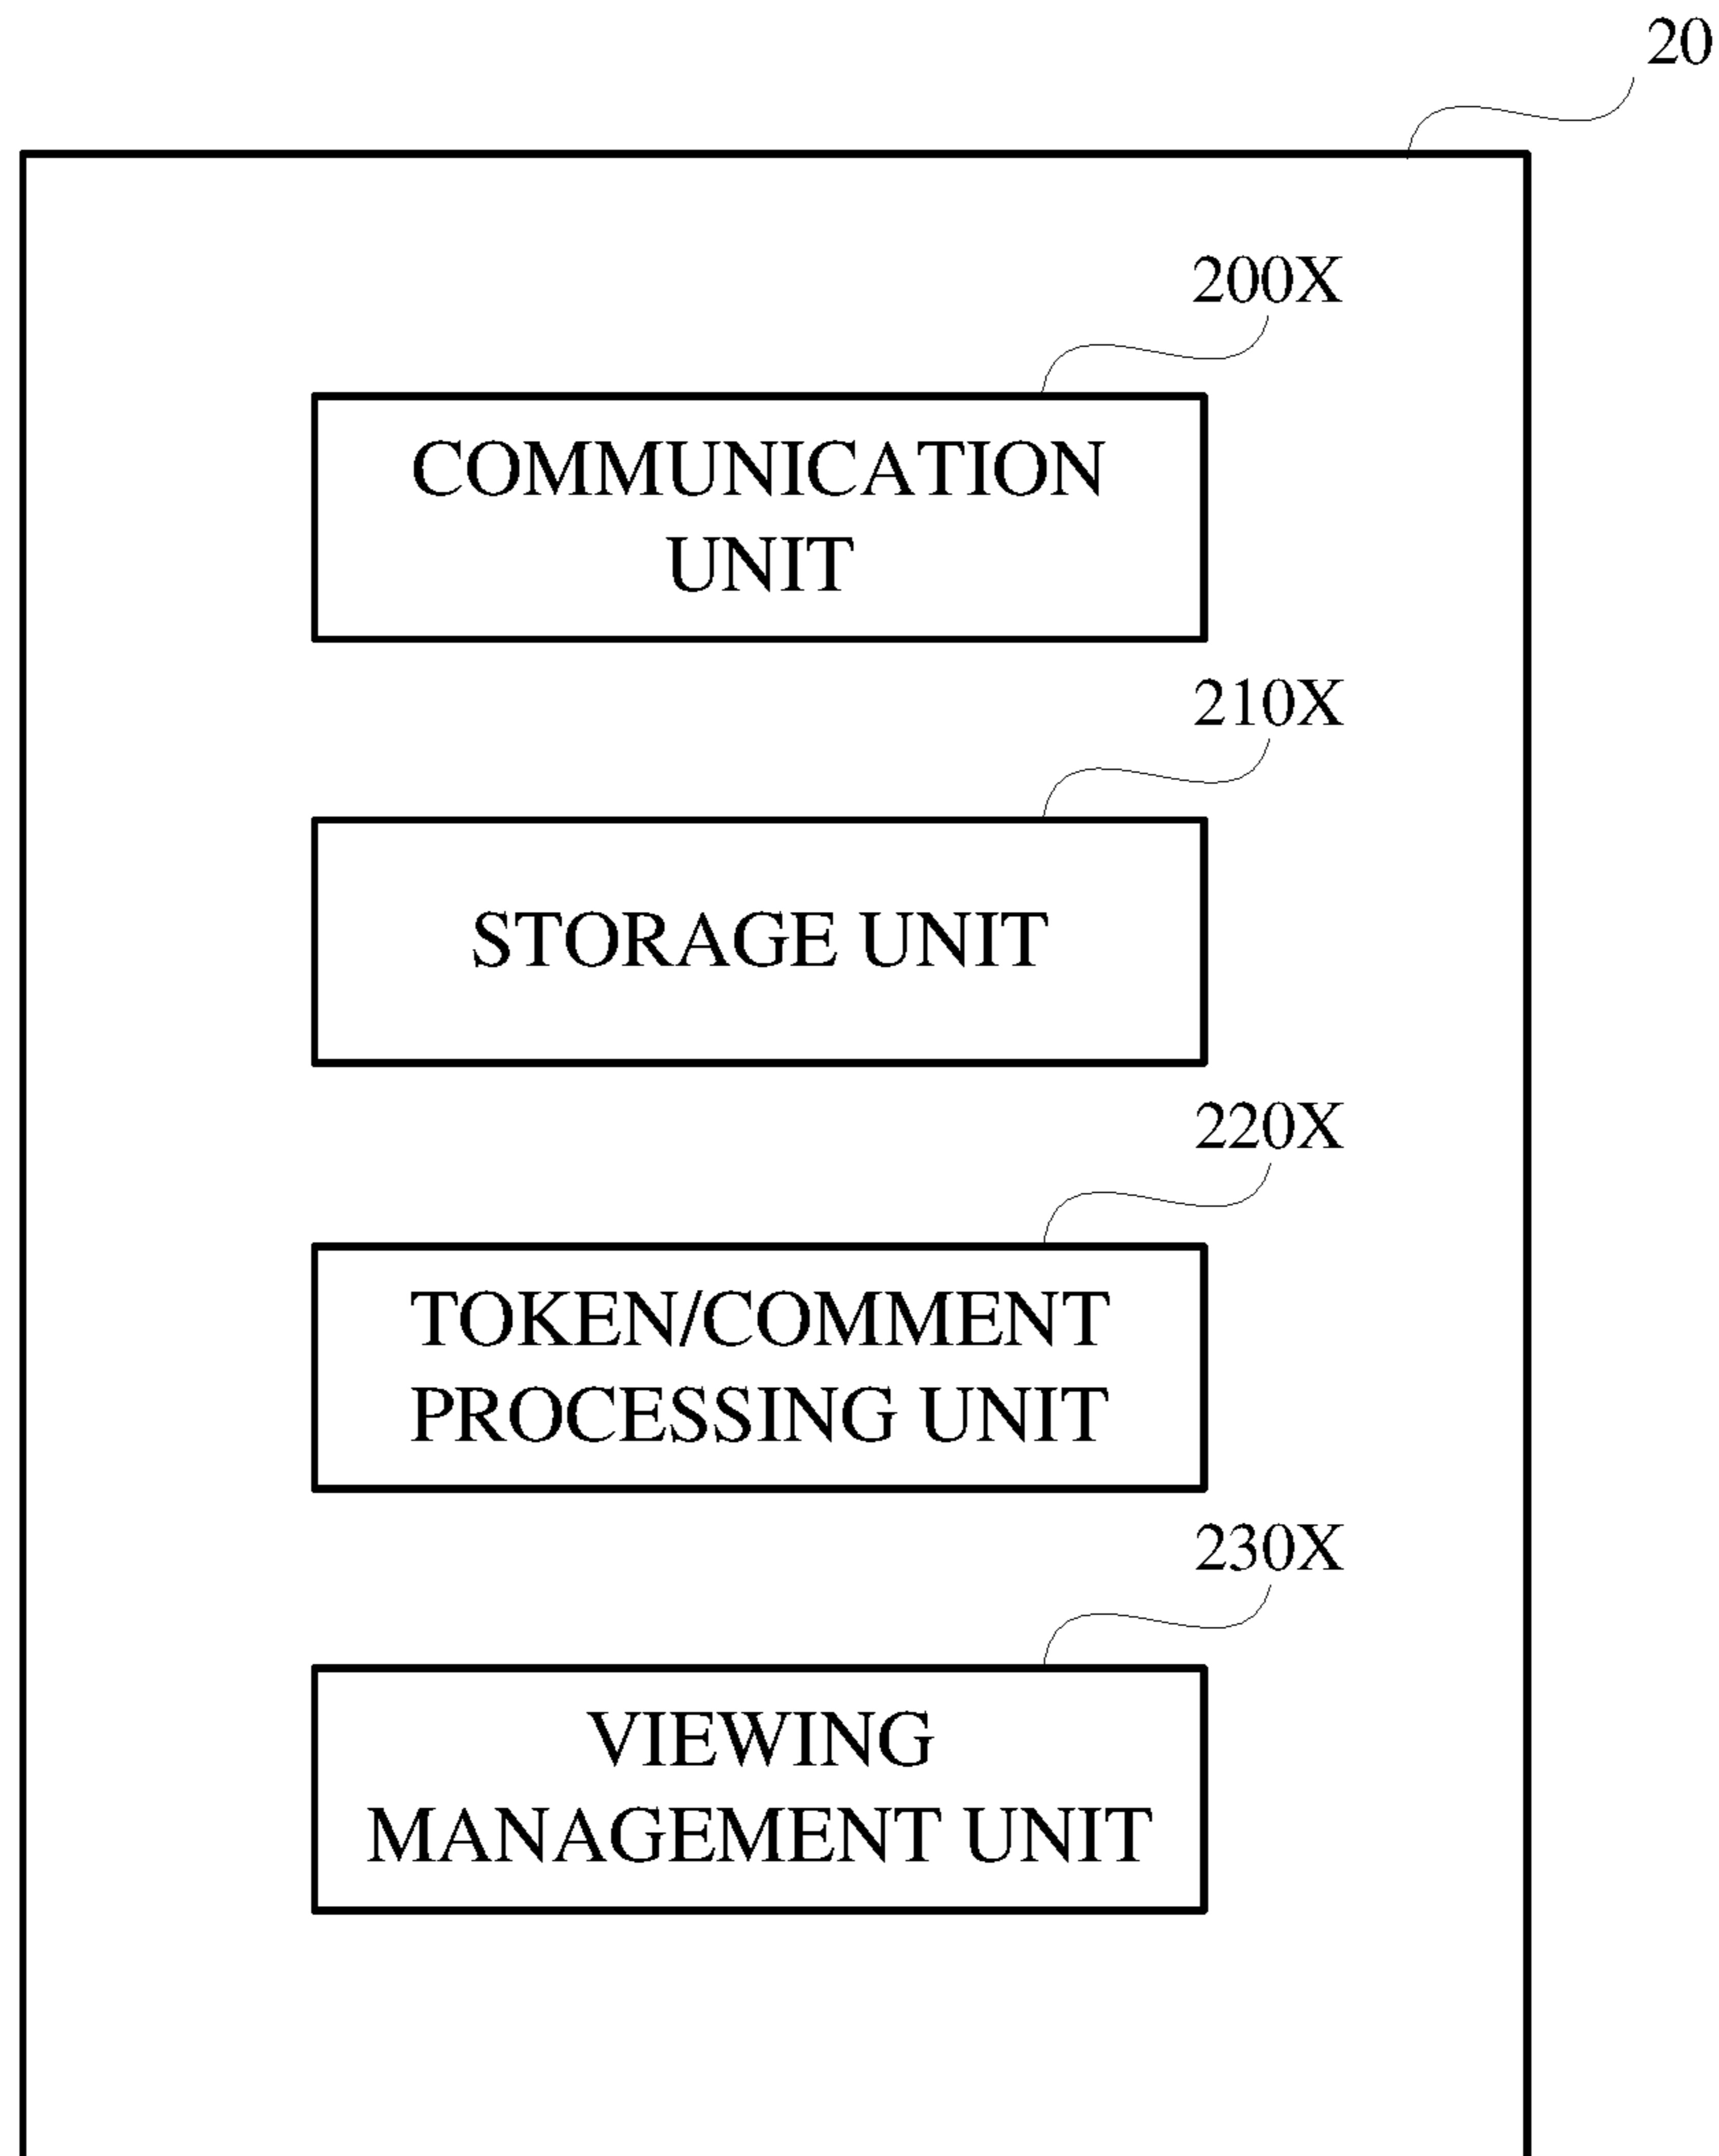 20
200X
COMMUNICATION
UNIT
210X
STORAGE UNIT
220X
TOKEN/COMMENT
PROCESSING UNIT
230X
VIEWING
MANAGEMENT UNIT